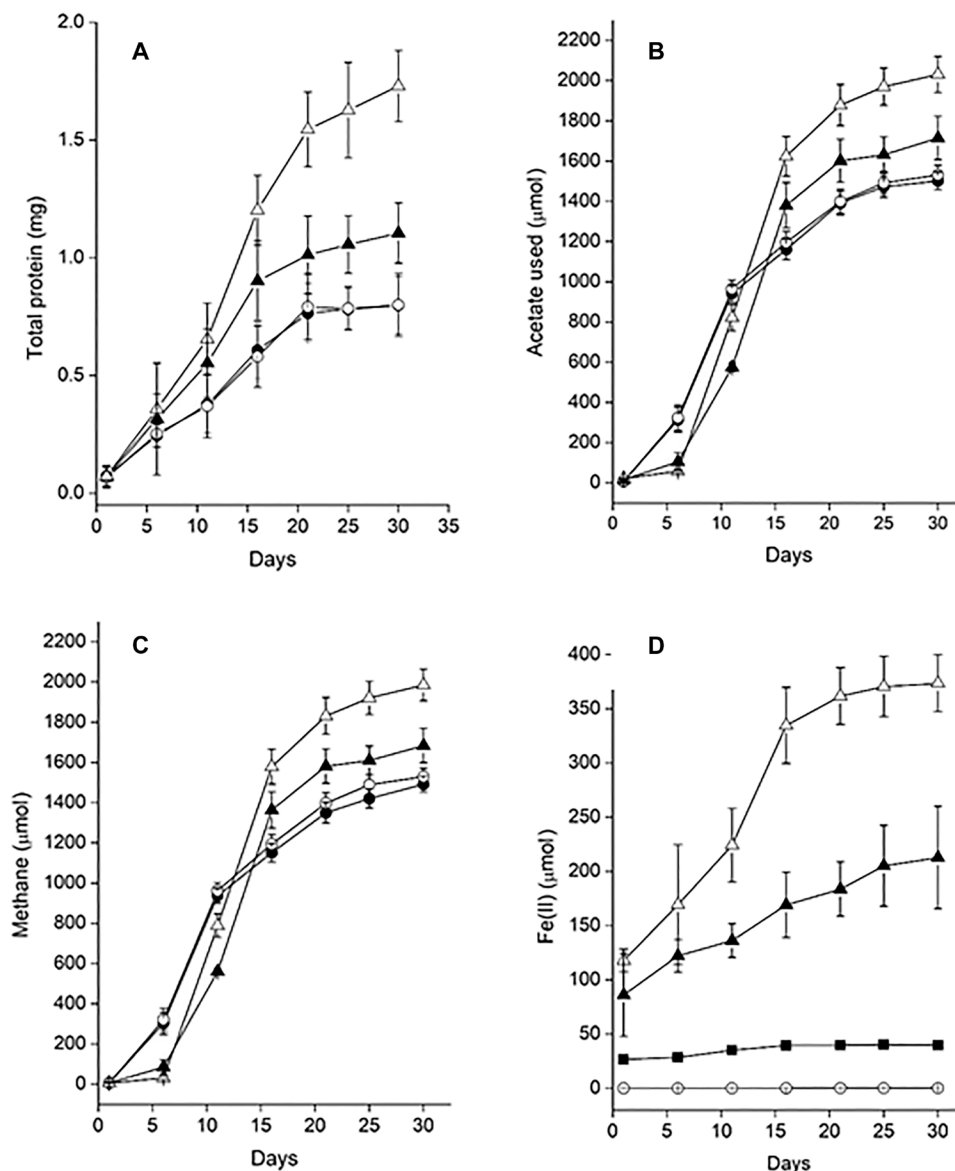 A
2.0
1.5
1.0
0.5
0.0
Total protein (mg)
0 5 10 15 20 25 30 35
Days
B
2200
2000
1800
1600
1400
1200
1000
800
600
400
200
0
Acetate used (μmol)
0 5 10 15 20 25 30
Days
C
2200
2000
1800
1600
1400
1200
1000
800
600
400
200
0
Methane (μmol)
0 5 10 15 20 25 30
Days
D
400
350
300
250
200
150
100
50
0
Fe(II) (μmol)
0 5 10 15 20 25 30
Days